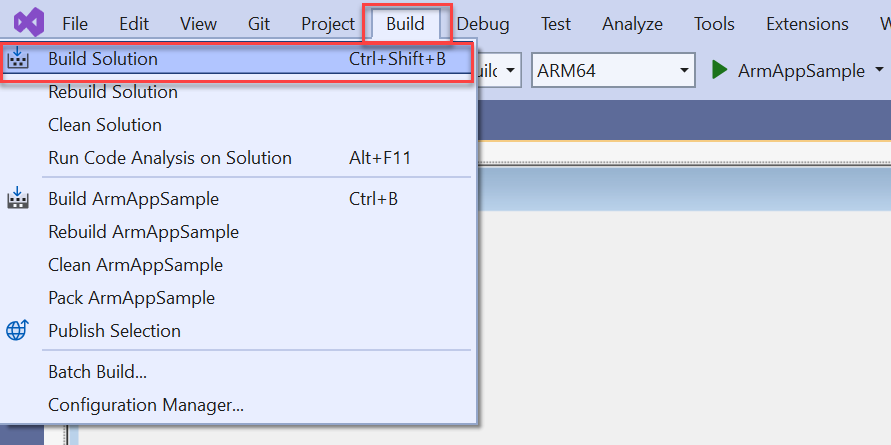 File Edit View Git Project Build Debug Test Analyze Tools Extensions
Build Solution Ctrl+Shift+B
ARM64 ArmAppSample
Rebuild Solution
Clean Solution
Run Code Analysis on Solution Alt+F11
Build ArmAppSample Ctrl+B
Rebuild ArmAppSample
Clean ArmAppSample
Pack ArmAppSample
Publish Selection
Batch Build...
Configuration Manager...